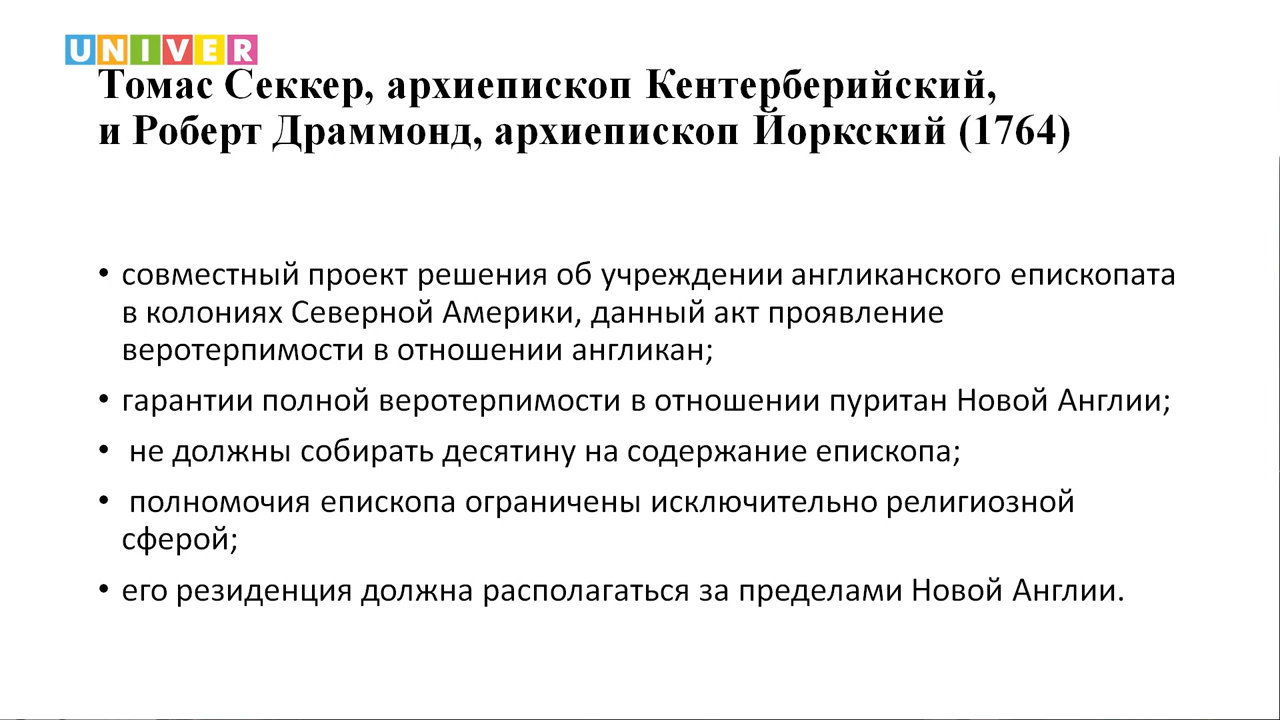 UNIVER
Томас Секкер, архиепископ Кентерберийский,
и Роберт Драммонд, архиепископ Йоркский (1764)
• совместный проект решения об учреждении англиканского епископата
в колониях Северной Америки, данный акт проявление
веротерпимости в отношении англикан;
• гарантии полной веротерпимости в отношении пуритан Новой Англии;
• не должны собирать десятину на содержание епископа;
• полномочия епископа ограничены исключительно религиозной
сферой;
• его резиденция должна располагаться за пределами Новой Англии.